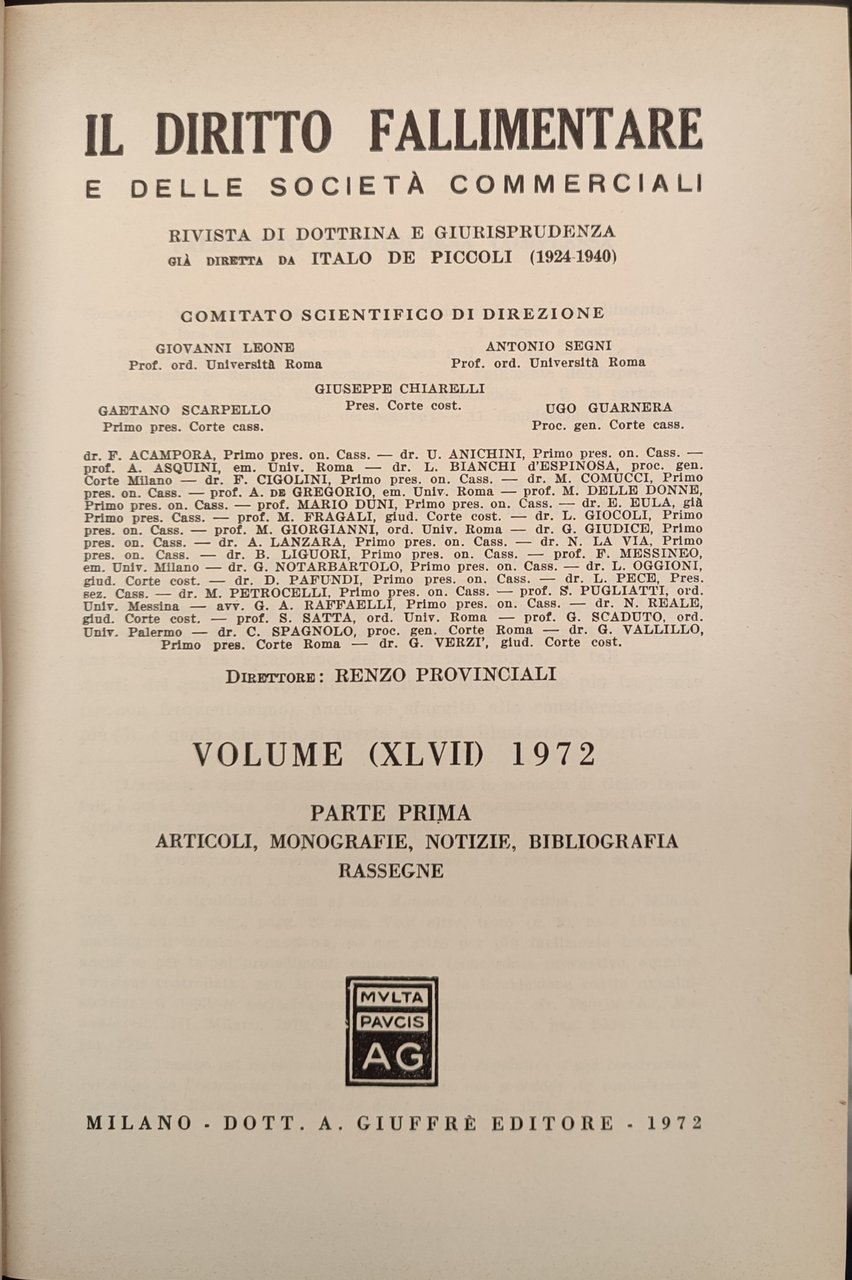 IL DIRITTO FALLIMENTARE
E DELLE SOCIETÀ COMMERCIALI
RIVISTA DI DOTTRINA E GIURISPRUDENZA
GIÀ DIRETTA DA ITALO DE PICCOLI (1924-1940)
COMITATO SCIENTIFICO DI DIREZIONE
GIOVANNI LEONE
Prof. ord. Università Roma
ANTONIO SEGNI
Prof. ord. Università Roma
GIUSEPPE CHIARELLI
Pres. Corte cost.
GAETANO SCARPELLO
Primo pres. Corte cass.
UGO GUARNERA
Proc. gen. Corte cass.
dr. F. ACAMPORA, Primo pres. on. Cass. — dr. U. ANICHINI, Primo pres. on. Cass. —
prof. A. ASQUINI, em. Univ. Roma — dr. L. BIANCHI d'ESPINOSA, proc. gen.
Corte Milano — dr. F. CIGOLINI, Primo pres. on. Cass. — dr. M. COMUCCI, Primo
pres. on. Cass. — prof. A. DE GREGORIO, em. Univ. Roma — prof. M. DELLE DONNE,
Primo pres. on. Cass. — prof. MARIO DUNI, Primo pres. on. Cass. — dr. E. EULA, già
Primo pres. Cass. — prof. M. FRAGALI, giud. Corte cost. — dr. L. GIOCOLI, Primo
pres. on. Cass. — prof. M. GIORGIANNI, ord. Univ. Roma — dr. G. GIUDICE, Primo
pres. on. Cass. — dr. A. LANZARA, Primo pres. on. Cass. — dr. N. LA VIA, Primo
pres. on. Cass. — dr. B. LIGUORI, Primo pres. on. Cass. — prof. F. MESSINEO,
em. Univ. Milano — dr. G. NOTARBARTOLO, Primo pres. on. Cass. — dr. L. OGGIONI,
giud. Corte cost. — dr. D. PAFUNDI, Primo pres. on. Cass. — dr. L. PECE, Pres.
sez. Cass. — dr. M. PETROCELLI, Primo pres. on. Cass. — prof. S. PUGLIATTI, ord.
Univ. Messina — avv. G. A. RAFFAELLI, Primo pres. on. Cass. — dr. N. REALE,
giud. Corte cost. — prof. S. SATTA, ord. Univ. Roma — prof. G. SCADUTO, ord.
Univ. Palermo — dr. C. SPAGNOLO, proc. gen. Corte Roma — dr. G. VALLILLO,
Primo pres. Corte Roma — dr. G. VERZI', giud. Corte cost.
DIRETTORE: RENZO PROVINCIALI
VOLUME (XLVII) 1972
PARTE PRIMA
ARTICOLI, MONOGRAFIE, NOTIZIE, BIBLIOGRAFIA
RASSEGNE
MVLTA
PAVCIS
AG
MILANO - DOTT. A. GIUFFRÈ EDITORE - 1972